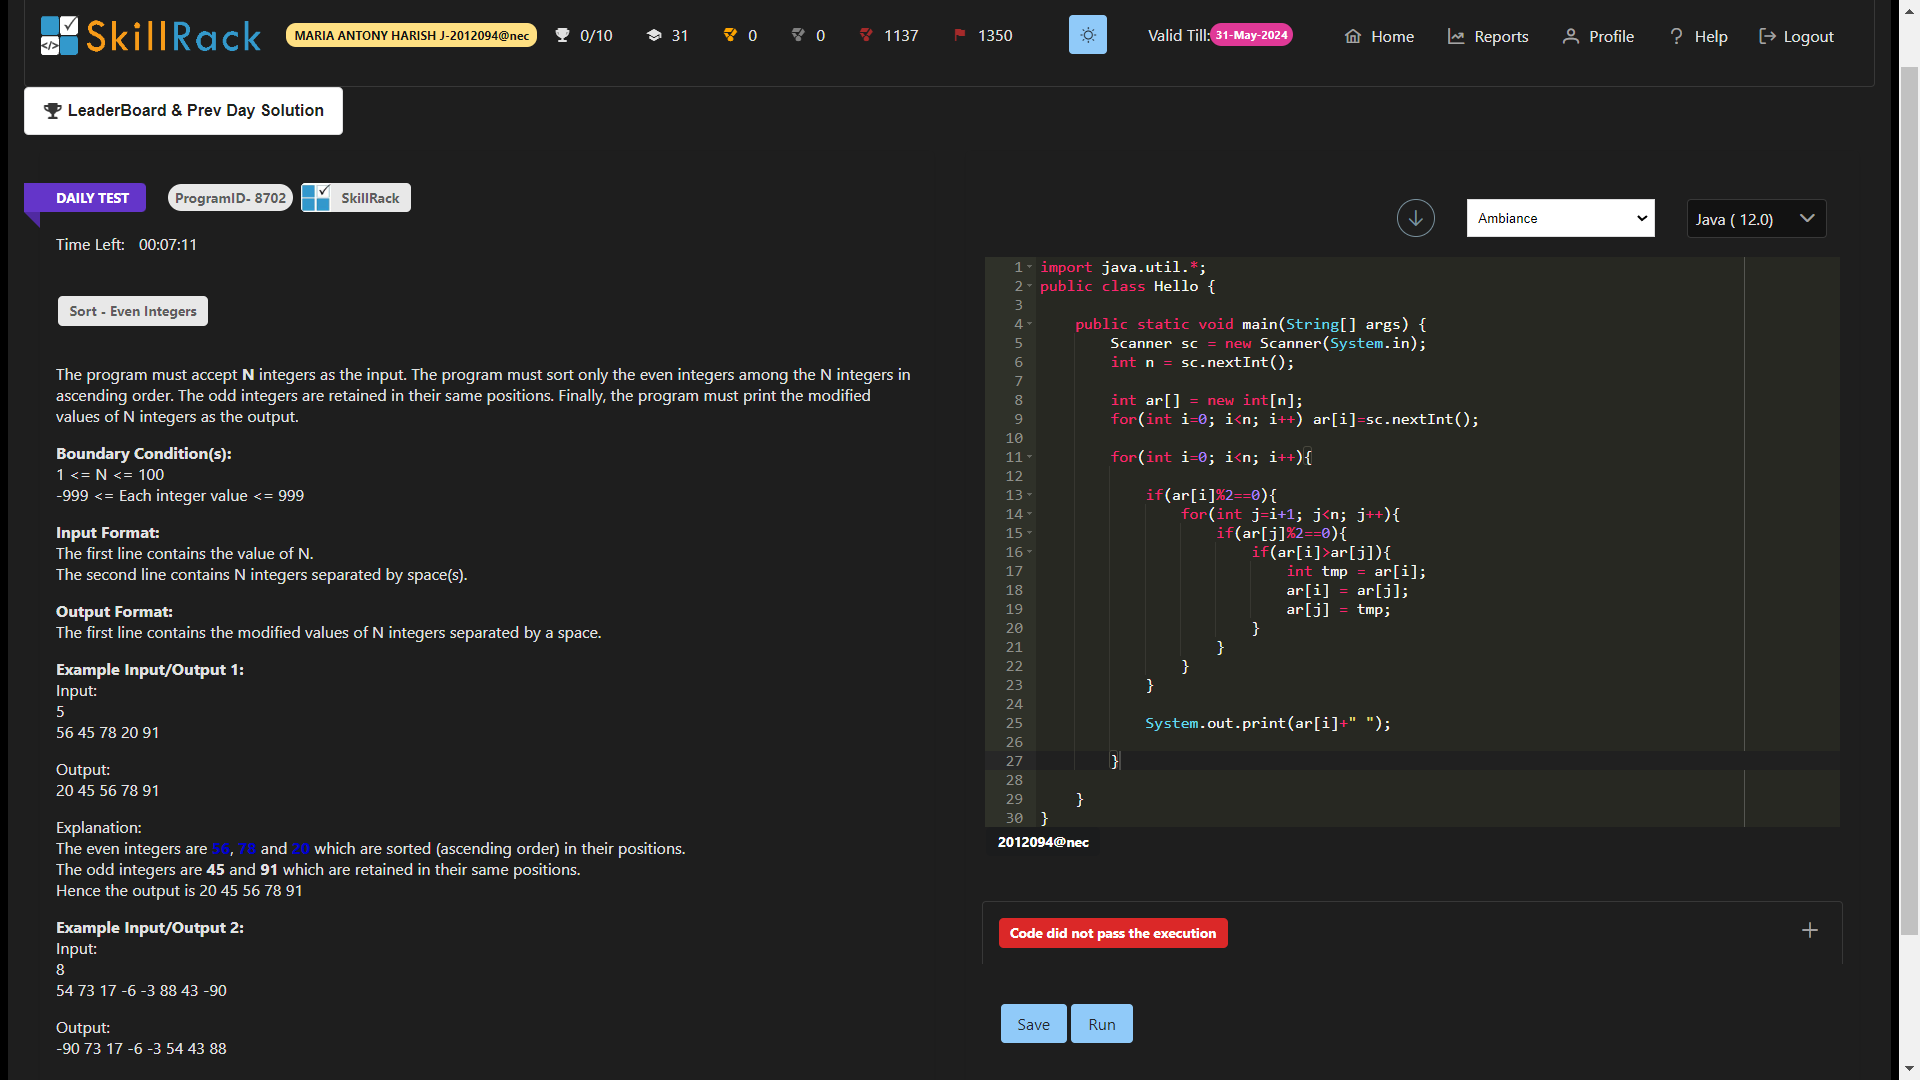 SkillRack
MARIA ANTONY HARISH J-2012094@nec
0/10
31
0
0
1137
1350
Valid Till: 31-May-2024
Home
Reports
Profile
Help
Logout
LeaderBoard & Prev Day Solution
DAILY TEST
ProgramID- 8702
SkillRack
Time Left: 00:07:11
Sort - Even Integers
The program must accept N integers as the input. The program must sort only the even integers among the N integers in
ascending order. The odd integers are retained in their same positions. Finally, the program must print the modified
values of N integers as the output.
Boundary Condition(s):
1 <= N <= 100
-999 <= Each integer value <= 999
Input Format:
The first line contains the value of N.
The second line contains N integers separated by space(s).
Output Format:
The first line contains the modified values of N integers separated by a space.
Example Input/Output 1:
Input:
5
56 45 78 20 91
Output:
20 45 56 78 91
Explanation:
The even integers are 56, 78 and 20 which are sorted (ascending order) in their positions.
The odd integers are 45 and 91 which are retained in their same positions.
Hence the output is 20 45 56 78 91
Example Input/Output 2:
Input:
8
54 73 17 -6 -3 88 43 -90
Output:
-90 73 17 -6 -3 54 43 88
Ambiance
Java ( 12.0)
1 import java.util.*;
2 public class Hello {
3
4 public static void main(String[] args) {
5 Scanner sc = new Scanner(System.in);
6 int n = sc.nextInt();
7
8 int ar[] = new int[n];
9 for(int i=0; i<n; i++) ar[i]=sc.nextInt();
10
11 for(int i=0; i<n; i++){
12
13 if(ar[i]%2==0){
14 for(int j=i+1; j<n; j++){
15 if(ar[j]%2==0){
16 if(ar[i]>ar[j]){
17 int tmp = ar[i];
18 ar[i] = ar[j];
19 ar[j] = tmp;
20 }
21 }
22 }
23 }
24
25 System.out.print(ar[i]+" ");
26
27 }
28
29 }
30 }
2012094@nec
Code did not pass the execution
Save
Run